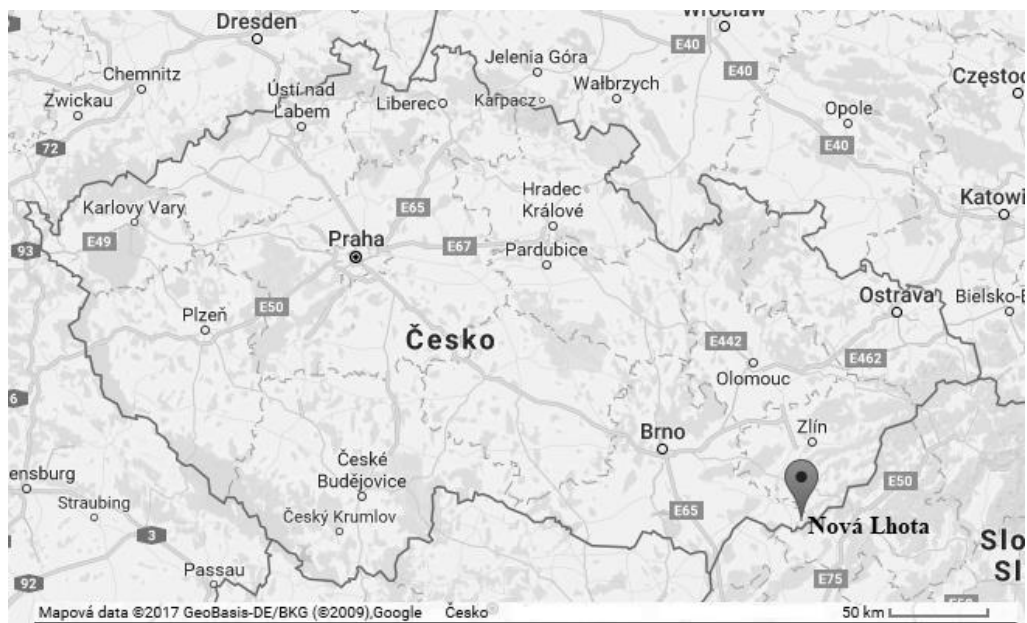 Dresden
Wrocław
E40
Jelenia Góra
E40
Chemnitz
Wałbrzych
Często
Zwickau
Ústí nad
Labem
Liberec
Karpacz
Opole
72
E40
Hradec
Králové
Karlovy Vary
E65
Katowi
E49
93
Praha
E67
Pardubice
E50
Ostrava
Bielsko-B
Plzeň
Česko
E442
E462
Olomouc
6
Brno
Zlín
České
Budějovice
ensburg
E50
Straubing
Český Krumlov
E65
Nová Lhota
3
Slo
Sl
92
Passau
E75
Mapová data ©2017 GeoBasis-DE/BKG (©2009),Google Česko
50 km